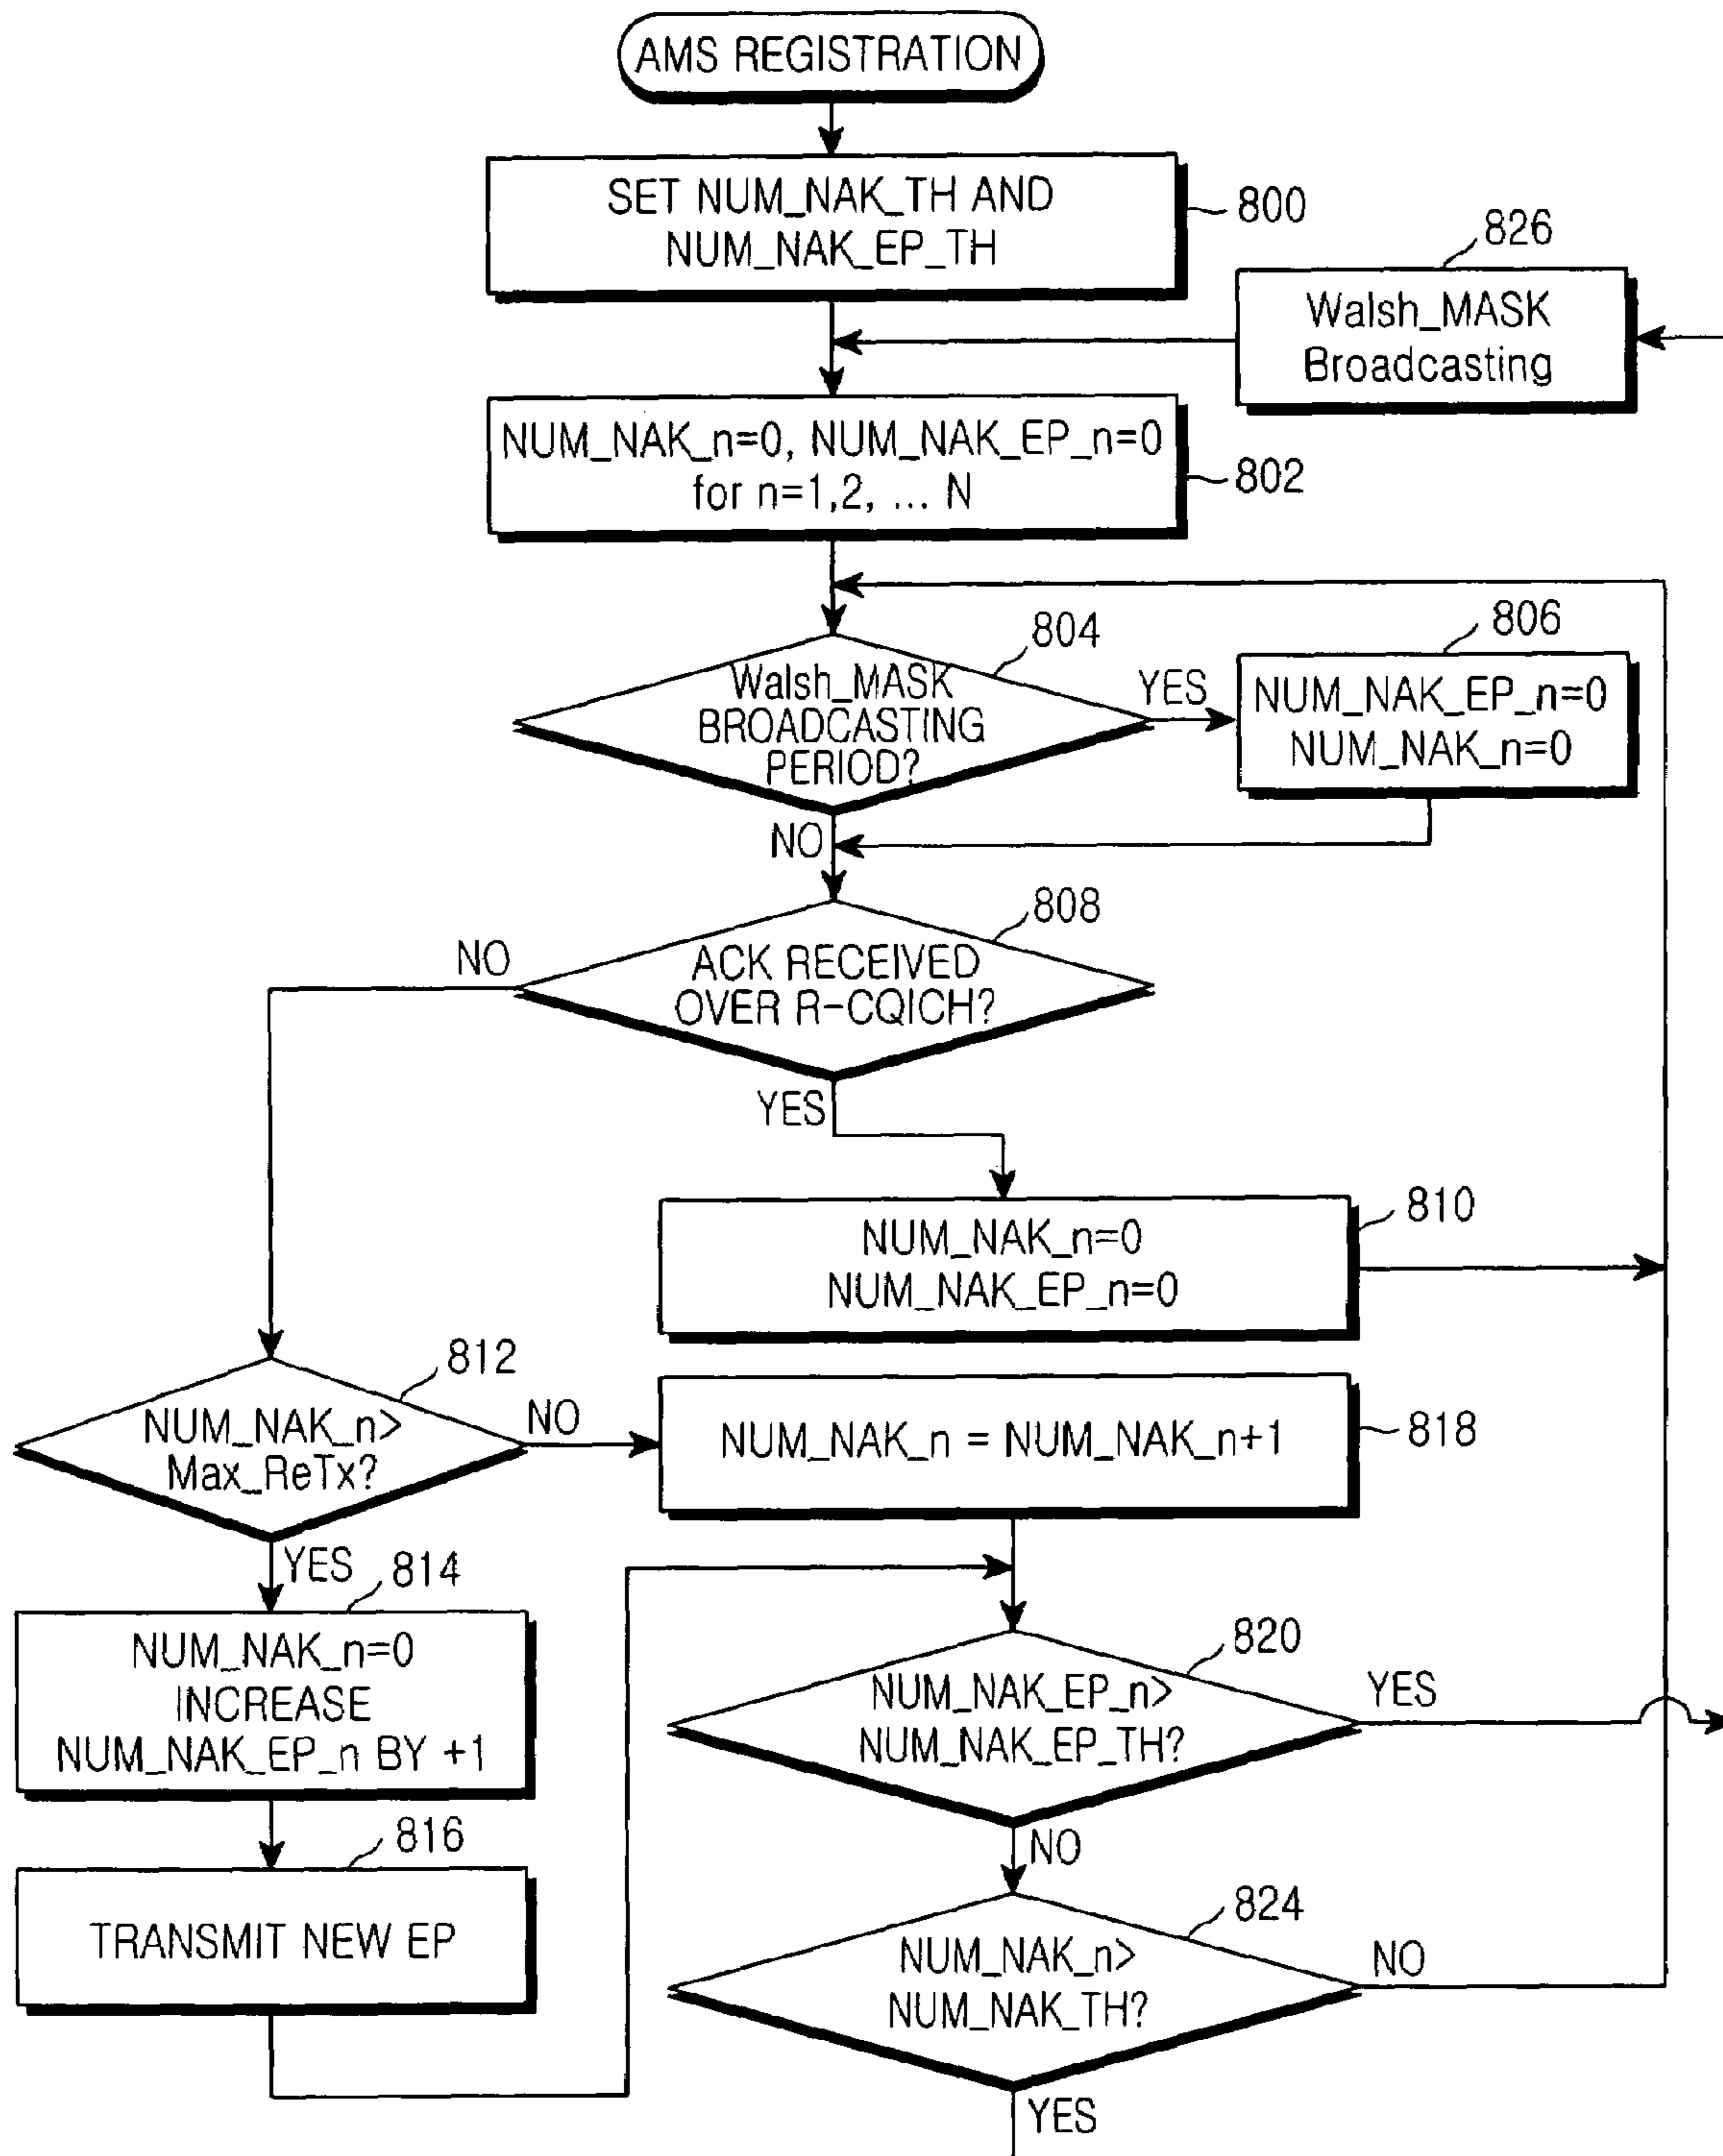 AMS REGISTRATION
SET NUM_NAK_TH AND
NUM_NAK_EP_TH
800
826
Walsh_MASK
Broadcasting
NUM_NAK_n=0, NUM_NAK_EP_n=0
for n=1,2, ... N
802
804
Walsh_MASK
BROADCASTING
PERIOD?
YES
NO
806
NUM_NAK_EP_n=0
NUM_NAK_n=0
808
ACK RECEIVED
OVER R-CQICH?
NO
YES
810
NUM_NAK_n=0
NUM_NAK_EP_n=0
812
NUM_NAK_n>
Max_ReTx?
NO
YES
818
NUM_NAK_n = NUM_NAK_n+1
814
NUM_NAK_n=0
INCREASE
NUM_NAK_EP_n BY +1
816
TRANSMIT NEW EP
820
NUM_NAK_EP_n>
NUM_NAK_EP_TH?
YES
NO
824
NUM_NAK_n>
NUM_NAK_TH?
NO
YES